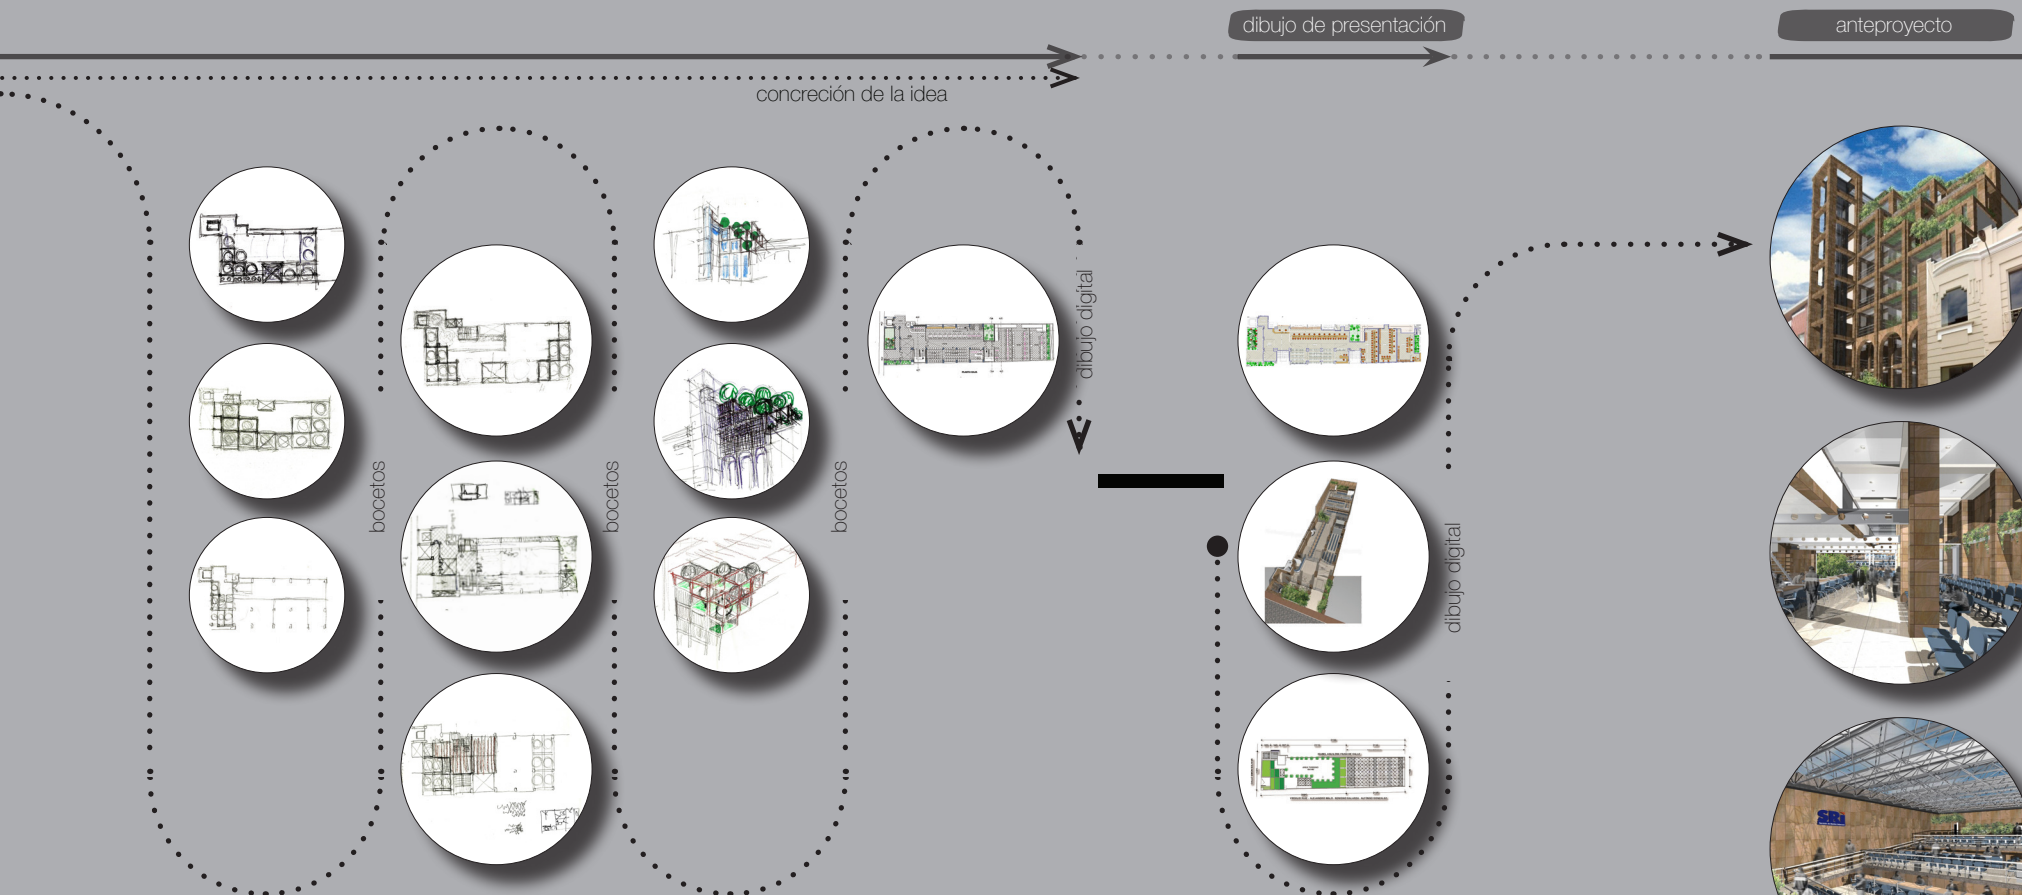 dibujo de presentación
anteproyecto
concreción de la idea
bocetos
bocetos
bocetos
dibujo digital
dibujo digital
SRi